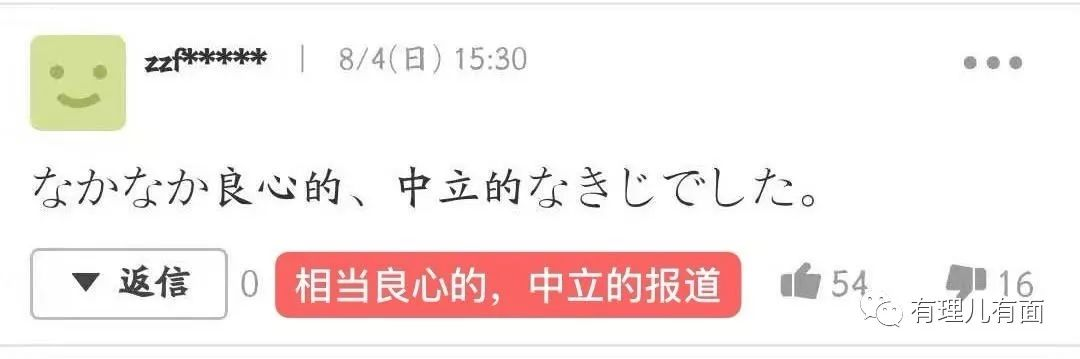 zzf***** | 8/4(日) 15:30
なかなか良心的、中立的なきじでした。
▼ 返信 0 相当良心的，中立的报道 54 16
有理儿有面